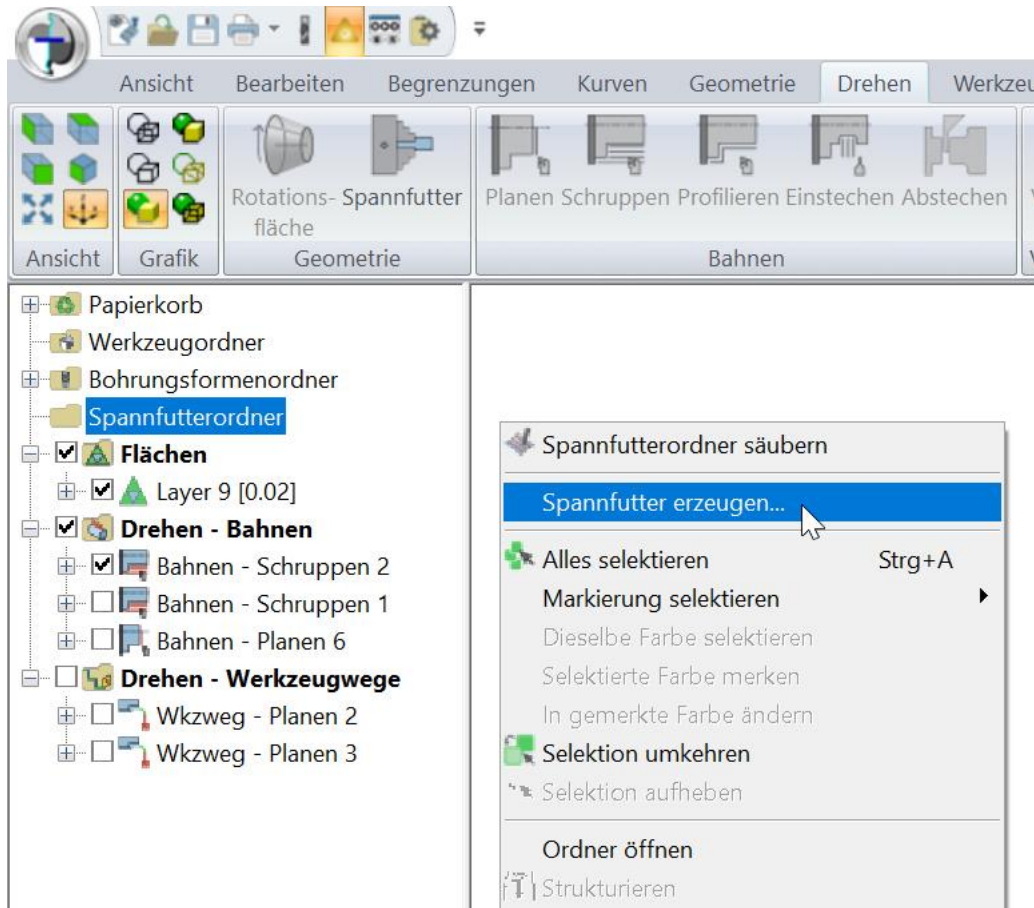 Ansicht Bearbeiten Begrenzungen Kurven Geometrie Drehen Werkzeu
Rotations-
fläche
Spannfutter
Planen Schruppen Profilieren Einstechen Abstechen
Ansicht Grafik Geometrie Bahnen
Papierkorb
Werkzeugordner
Bohrungsformenordner
Spannfutterordner
Flächen
Layer 9 [0.02]
Drehen - Bahnen
Bahnen - Schruppen 2
Bahnen - Schruppen 1
Bahnen - Planen 6
Drehen - Werkzeugwege
Wkzweg - Planen 2
Wkzweg - Planen 3
Spannfutterordner säubern
Spannfutter erzeugen...
Alles selektieren Strg+A
Markierung selektieren
Dieselbe Farbe selektieren
Selektierte Farbe merken
In gemerkte Farbe ändern
Selektion umkehren
Selektion aufheben
Ordner öffnen
Strukturieren